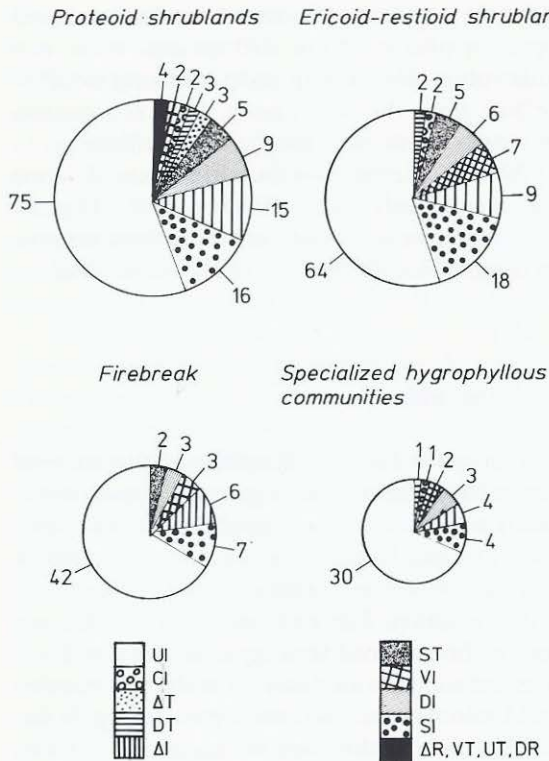 Proteoid shrublands
Ericoid-restioid shrublar
4 2 2 3 3 5 9 15 16 75
2 2 5 6 7 9 18 64
Firebreak
Specialized hygrophyllous
communities
2 3 3 6 7 42
1 1 2 3 4 4 30
UI
CI
ΔT
DT
ΔI
ST
VI
DI
SI
ΔR, VT, UT, DR